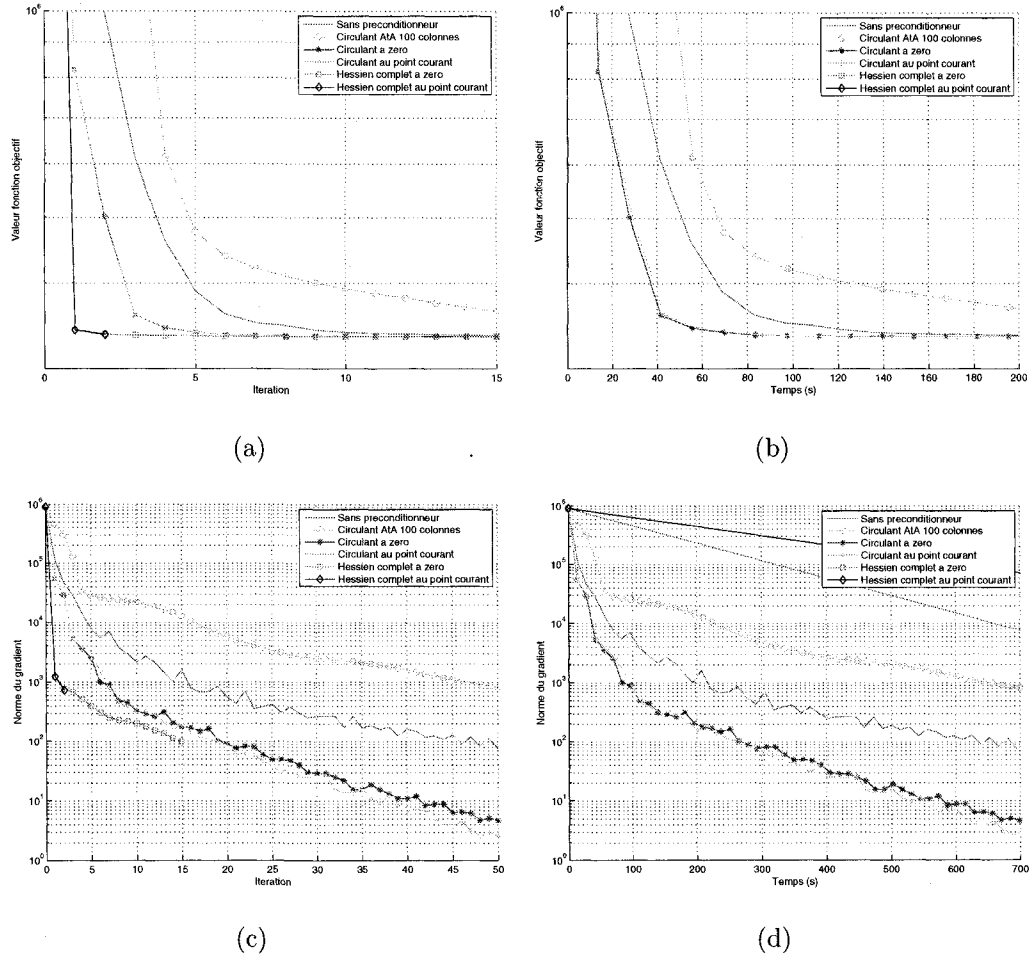 10^6
Valeur fonction objectif
Sans preconditionneur
Circulant AtA 100 colonnes
Circulant a zero
Circulant au point courant
Hessien complet a zero
Hessien complet au point courant
0 5 10 15
Iteration
(a)
10^6
Valeur fonction objectif
Sans preconditionneur
Circulant AtA 100 colonnes
Circulant a zero
Circulant au point courant
Hessien complet a zero
Hessien complet au point courant
0 20 40 60 80 100 120 140 160 180 200
Temps (s)
(b)
10^6
10^5
10^4
10^3
10^2
10^1
10^0
Norme du gradient
Sans preconditionneur
Circulant AtA 100 colonnes
Circulant a zero
Circulant au point courant
Hessien complet a zero
Hessien complet au point courant
0 5 10 15 20 25 30 35 40 45 50
Iteration
(c)
10^6
10^5
10^4
10^3
10^2
10^1
10^0
Norme du gradient
Sans preconditionneur
Circulant AtA 100 colonnes
Circulant a zero
Circulant au point courant
Hessien complet a zero
Hessien complet au point courant
0 100 200 300 400 500 600 700
Temps (s)
(d)